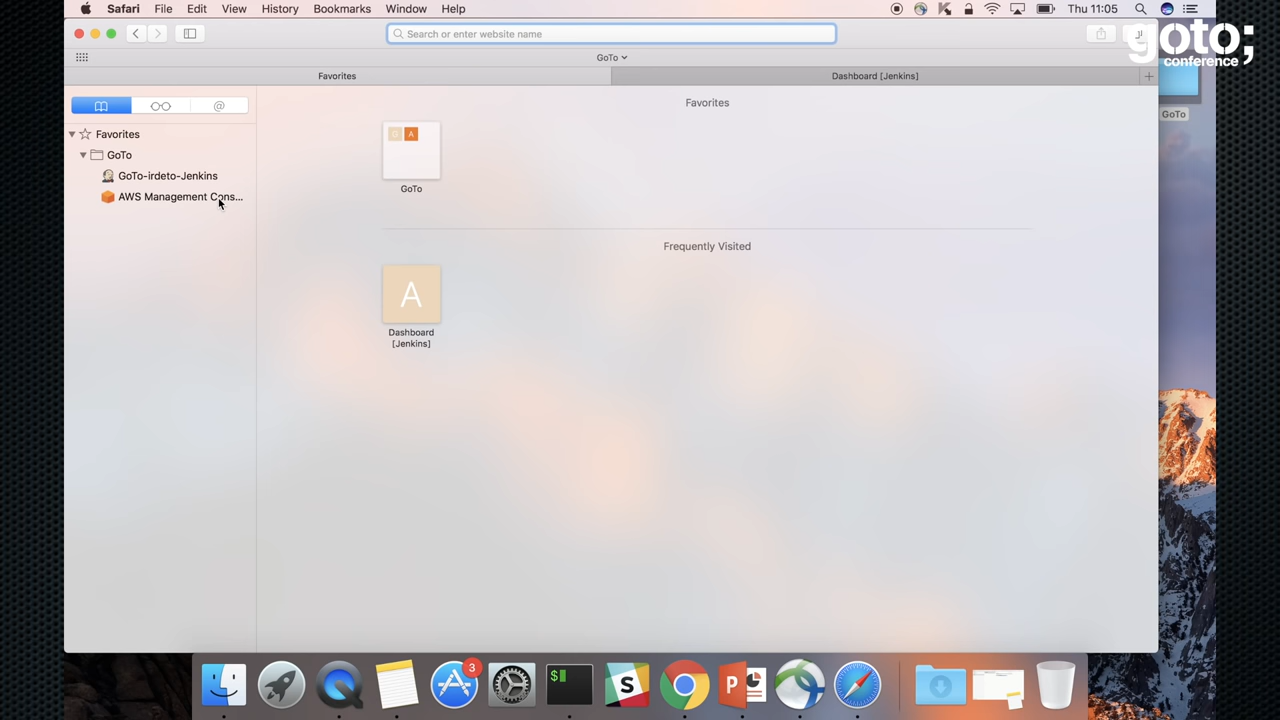 Safari File Edit View History Bookmarks Window Help Thu 11:05
Search or enter website name
goto;
conference
GoTo
Favorites Dashboard [Jenkins] +
@
Favorites
GoTo
GoTo-irdeto-Jenkins
AWS Management Cons...
Favorites
A
GoTo
Frequently Visited
A
Dashboard
[Jenkins]
GoTo
3
$
S
P